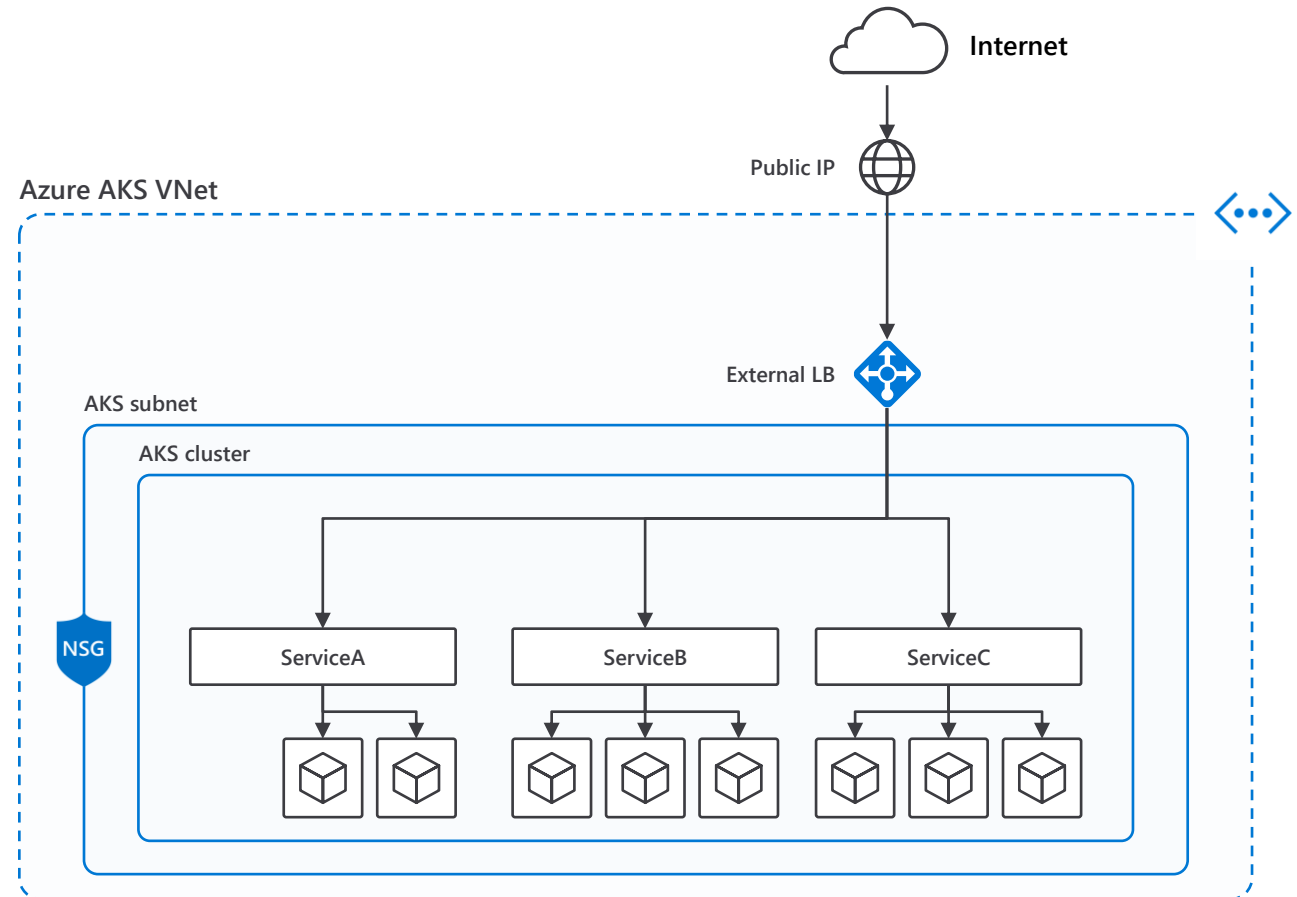 Internet
Public IP
Azure AKS VNet
External LB
AKS subnet
AKS cluster
NSG
ServiceA
ServiceB
ServiceC